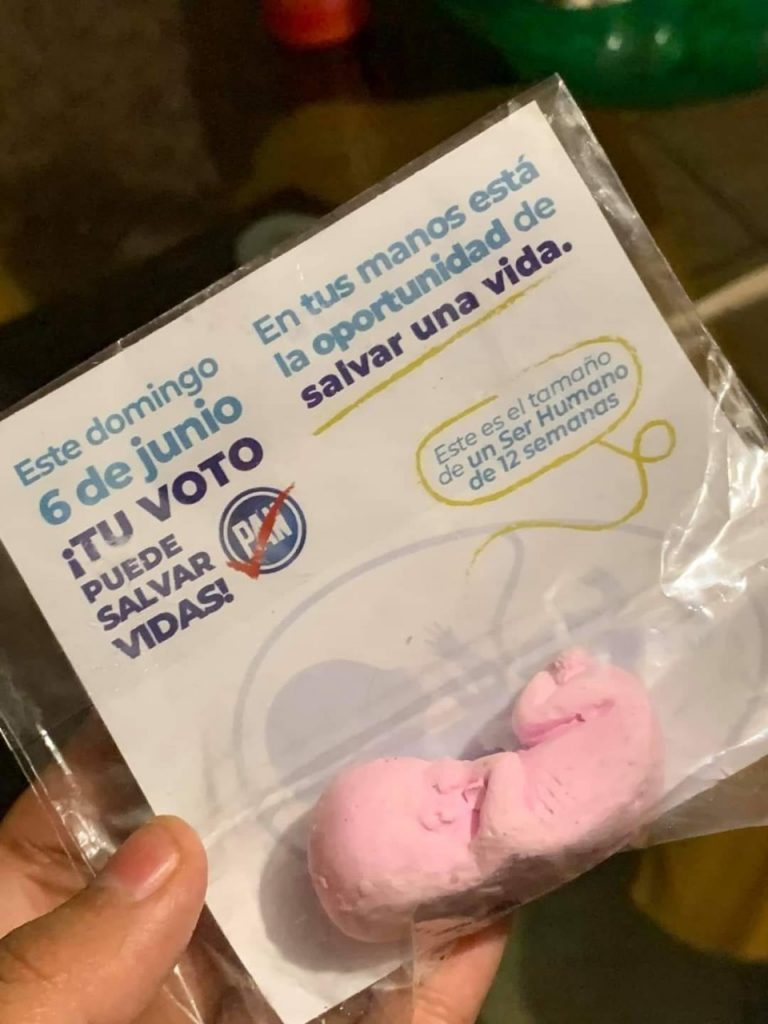 En tus manos está
la oportunidad de
salvar una vida.
Este domingo
6 de junio
¡TU VOTO
PUEDE
SALVAR
VIDAS!
PAN
Este es el tamaño
de un Ser Humano
de 12 semanas